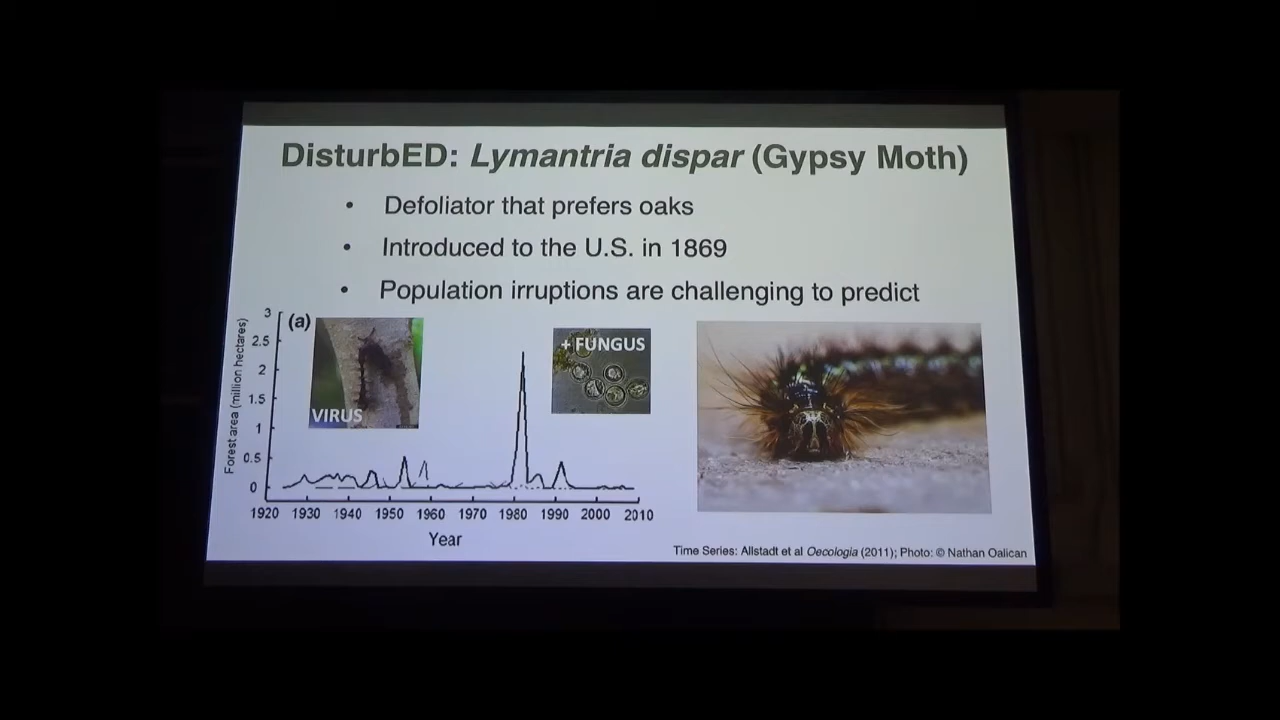 DisturbED: Lymantria dispar (Gypsy Moth)
• Defoliator that prefers oaks
• Introduced to the U.S. in 1869
• Population irruptions are challenging to predict
(a)
VIRUS
+ FUNGUS
Forest area (million hectares)
3
2.5
2
1.5
1
0.5
0
1920 1930 1940 1950 1960 1970 1980 1990 2000 2010
Year
Time Series: Allstadt et al Oecologia (2011); Photo: © Nathan Oalican